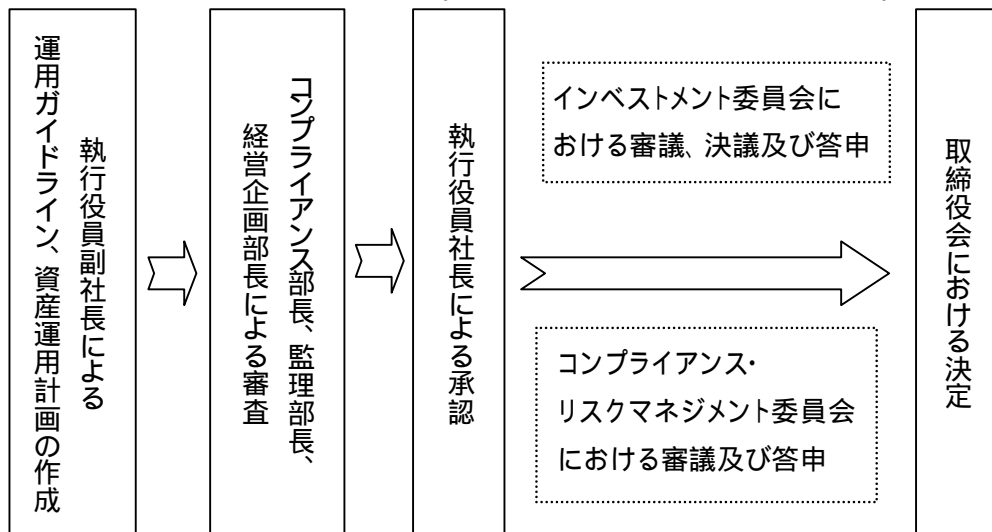 執行役員副社長による
運用ガイドライン、資産運用計画の作成
コンプライアンス部長、監理部長、
経営企画部長による審査
執行役員社長による承認
インベストメント委員会に
おける審議、決議及び答申
コンプライアンス・
リスクマネジメント委員会
における審議及び答申
取締役会における決定